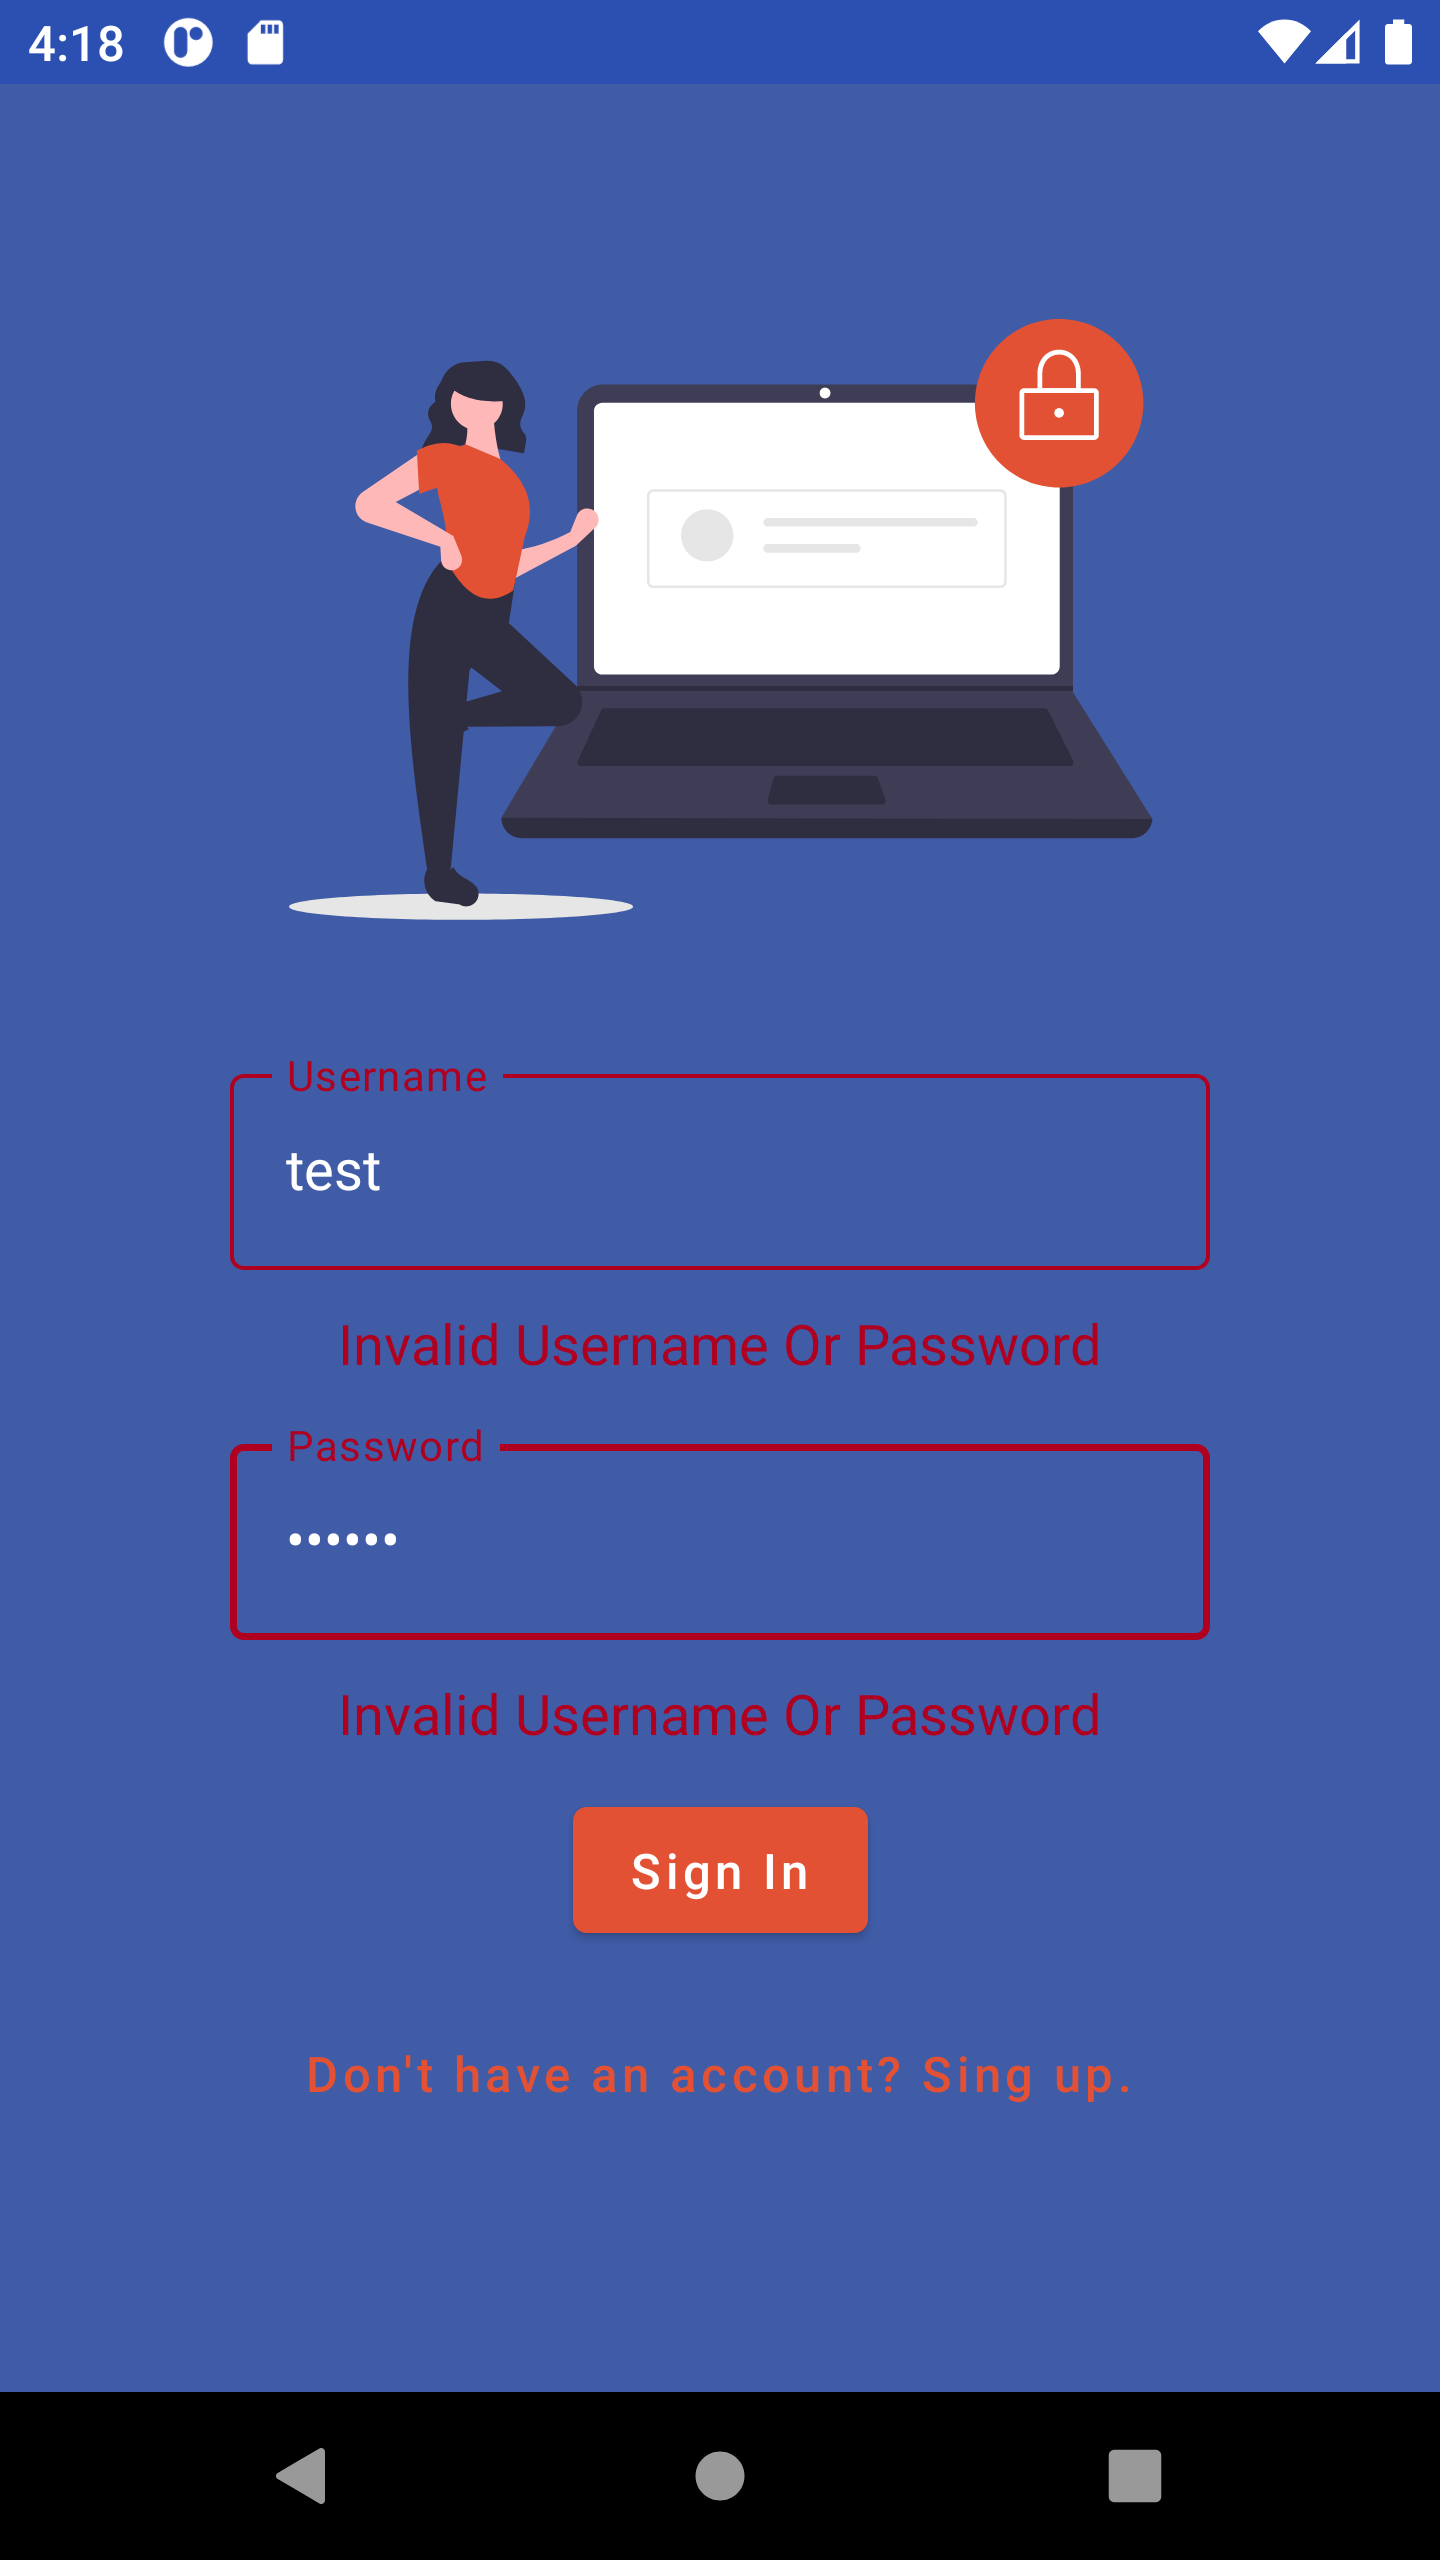 4:18
Username
test
Invalid Username Or Password
Password
••••••
Invalid Username Or Password
Sign In
Don't have an account? Sing up.